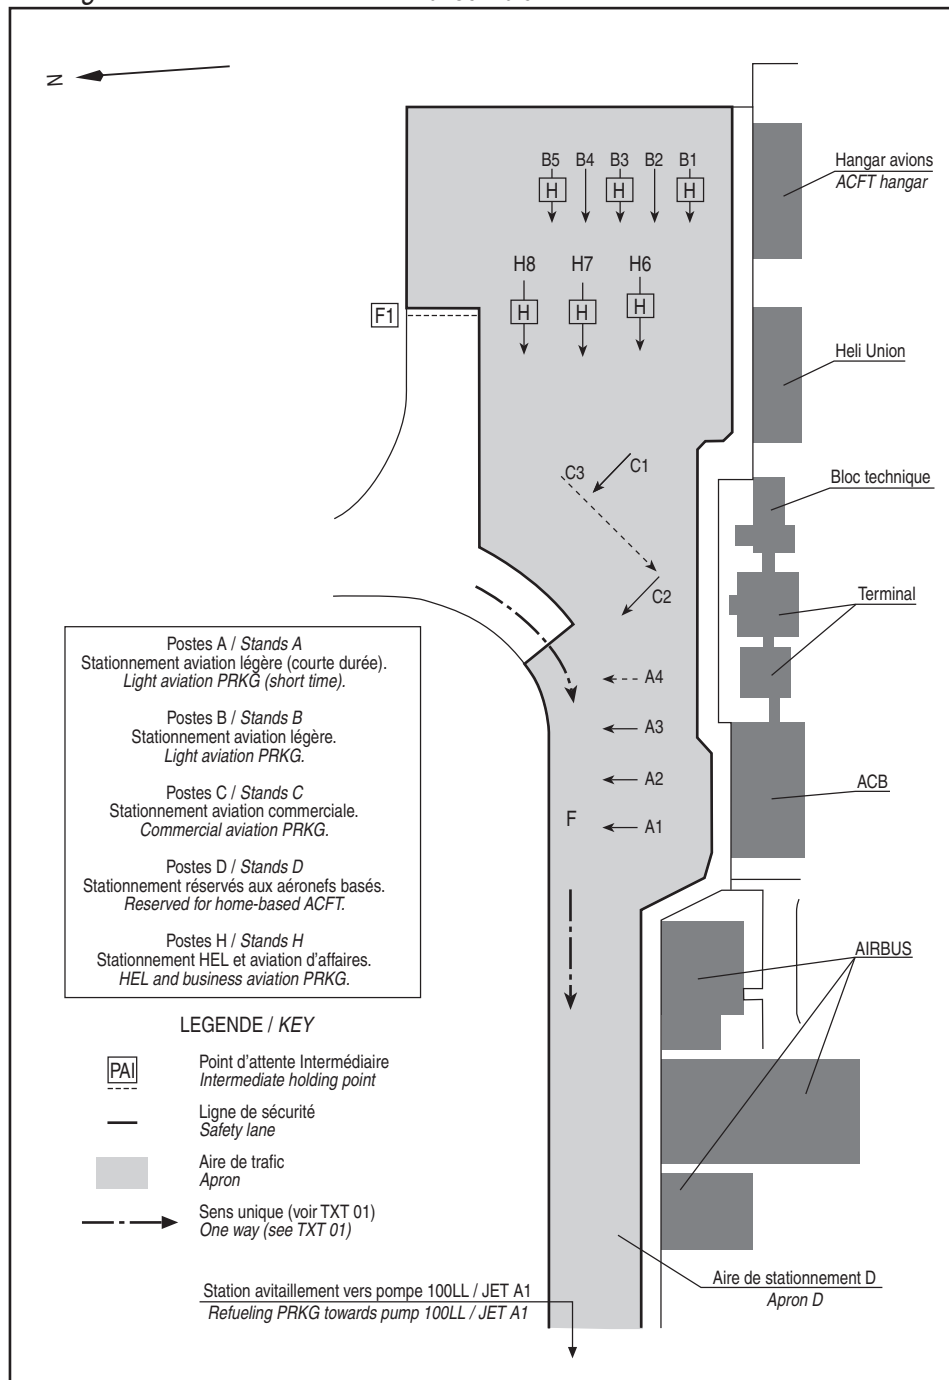 N
B5 B4 B3 B2 B1
H H H
Hangar avions
ACFT hangar
H8 H7 H6
H H H
F1
Heli Union
C3 C1
Bloc technique
C2
Terminal
A4
A3
A2
F A1
ACB
Postes A / Stands A
Stationnement aviation légère (courte durée).
Light aviation PRKG (short time).
Postes B / Stands B
Stationnement aviation légère.
Light aviation PRKG.
Postes C / Stands C
Stationnement aviation commerciale.
Commercial aviation PRKG.
Postes D / Stands D
Stationnement réservés aux aéronefs basés.
Reserved for home-based ACFT.
Postes H / Stands H
Stationnement HEL et aviation d'affaires.
HEL and business aviation PRKG.
AIRBUS
LEGENDE / KEY
PAI
Point d'attente Intermédiaire
Intermediate holding point
Ligne de sécurité
Safety lane
Aire de trafic
Apron
Sens unique (voir TXT 01)
One way (see TXT 01)
Aire de stationnement D
Apron D
Station avitaillement vers pompe 100LL / JET A1
Refueling PRKG towards pump 100LL / JET A1